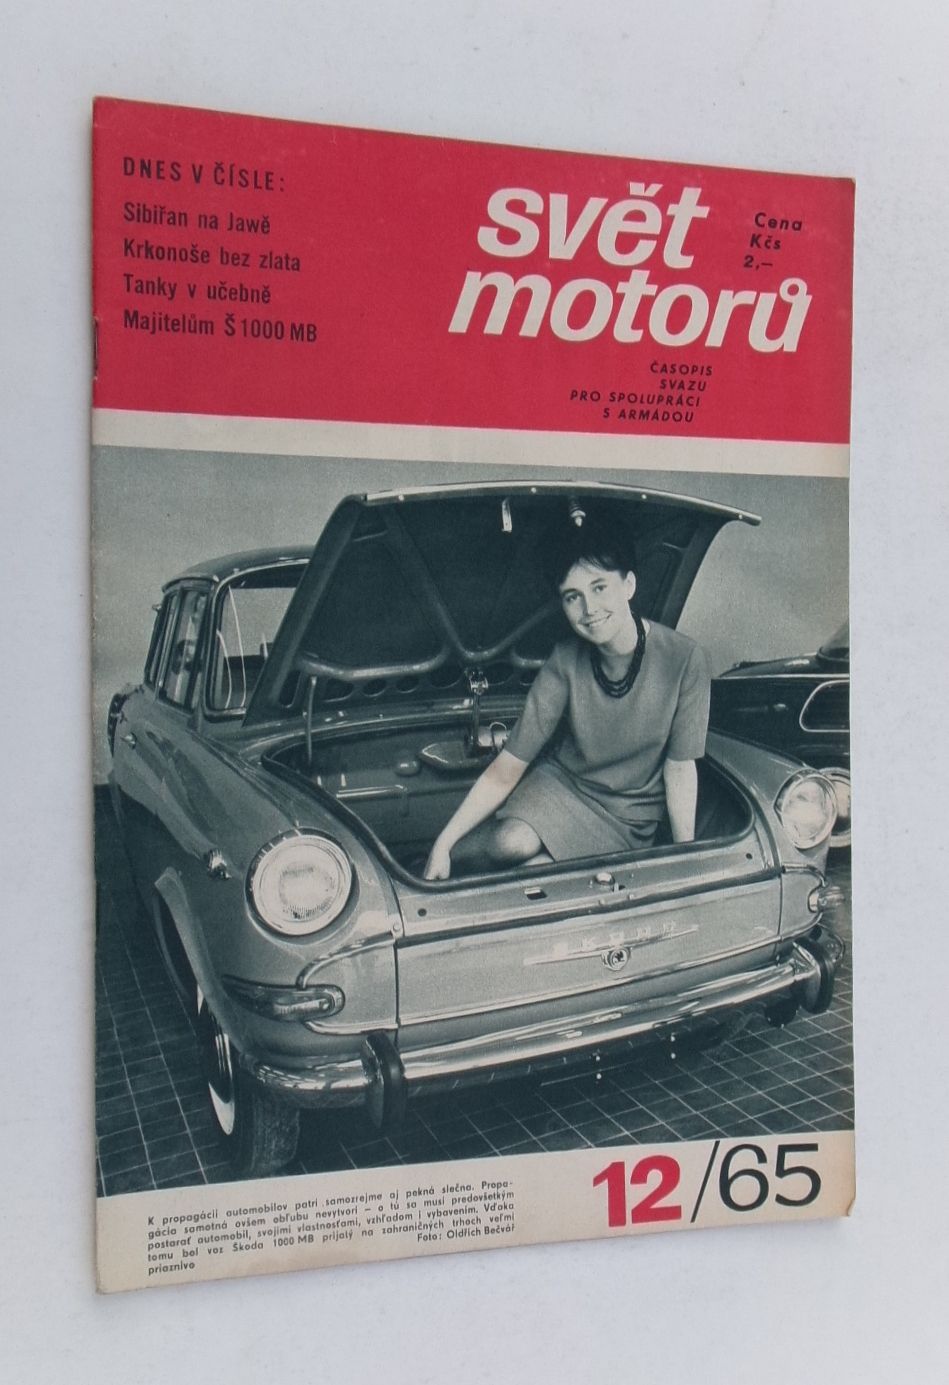 DNES V ČÍSLE:
Sibiřan na Jawě
Krkonoše bez zlata
Tanky v učebně
Majitelům Š 1000 MB
svět
motorů
Cena
Kčs
2,—
ČASOPIS
SVAZU
PRO SPOLUPRÁCI
S ARMÁDOU
ŠKODA
12/65
K propagácii automobilov patrí samozrejme aj pekná slečna. Propa-
gácia samotná ovšem obľubu nevytvorí — o tú sa musí predovšetkým
postarať automobil, svojimi vlastnosťami, vzhľadom i vybavením. Vďaka
tomu bol voz Škoda 1000 MB prijatý na zahraničných trhoch veľmi
priaznivo
Foto: Oldřich Bečvář